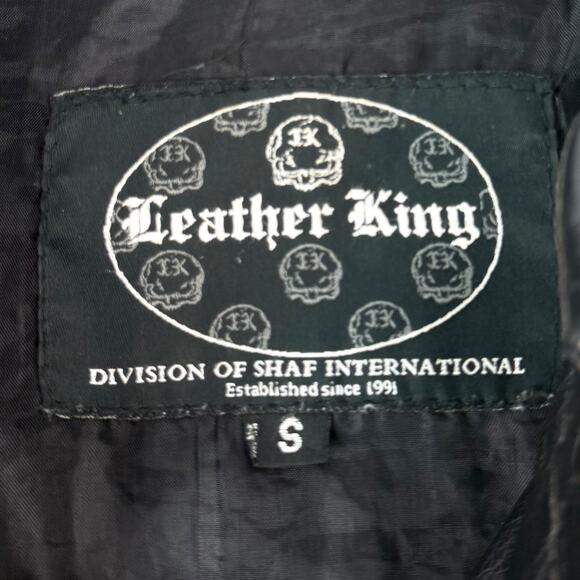 Leather King
DIVISION OF SHAF INTERNATIONAL
Established since 1991
S